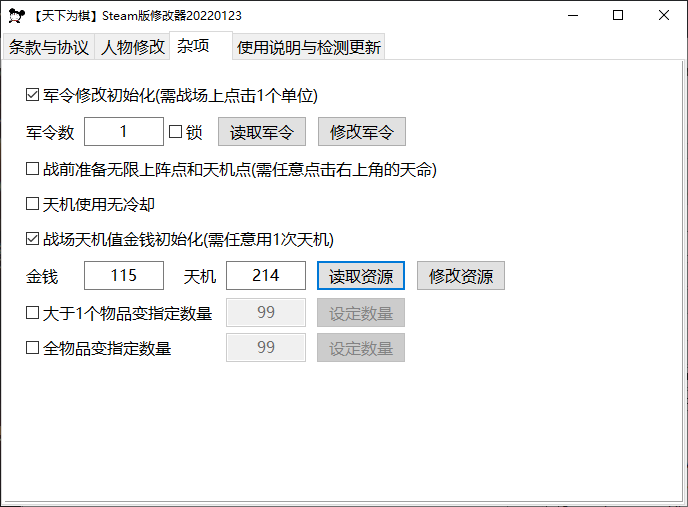 【天下为棋】Steam版修改器20220123
条款与协议 人物修改 杂项 使用说明与检测更新
军令修改初始化(需战场上点击1个单位)
军令数 1 锁 读取军令 修改军令
战前准备无限上阵点和天机点(需任意点击右上角的天命)
天机使用无冷却
战场天机值金钱初始化(需任意用1次天机)
金钱 115 天机 214 读取资源 修改资源
大于1个物品变指定数量 99 设定数量
全物品变指定数量 99 设定数量